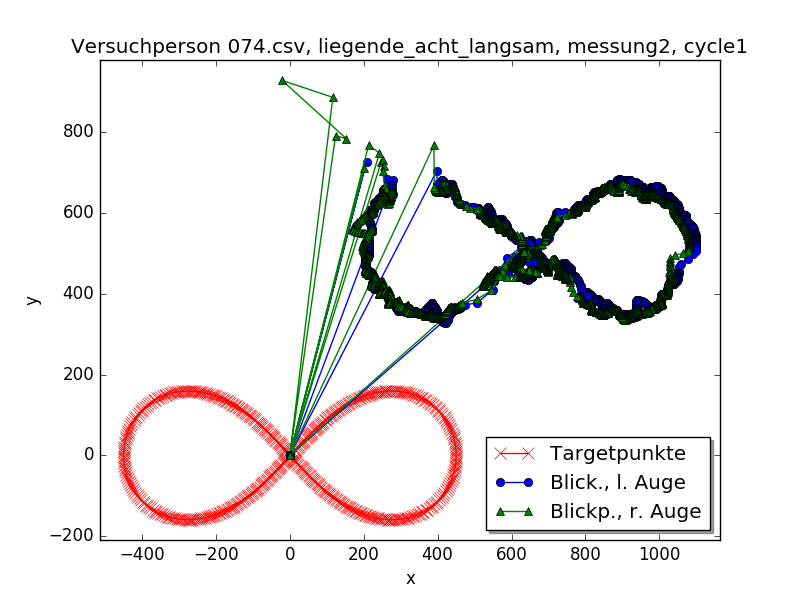 Versuchperson 074.csv, liegende_acht_langsam, messung2, cycle1
y
800
600
400
200
0
−200
−400
−200
0
200
400
600
800
1000
x
Targetpunkte
Blick., l. Auge
Blickp., r. Auge